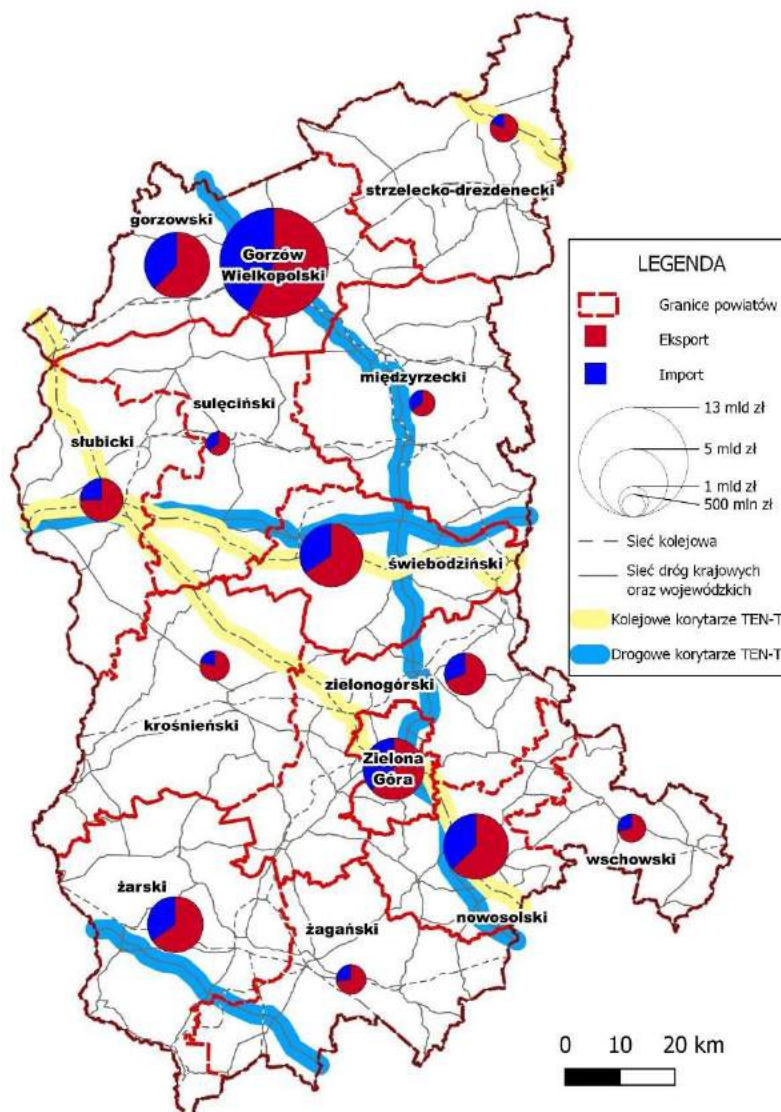 strzelecko-drezdenecki
gorzowski
Gorzów
Wielkopolski
międzyrzecki
sulęciński
słubicki
świebodziński
zielonogórski
krośnieński
Zielona
Góra
wschowski
żarski
żagański
nowosolski
LEGENDA
Granice powiatów
Eksport
Import
13 mld zł
5 mld zł
1 mld zł
500 mln zł
Sieć kolejowa
Sieć dróg krajowych
oraz wojewódzkich
Kolejowe korytarze TEN-T
Drogowe korytarze TEN-T
0 10 20 km